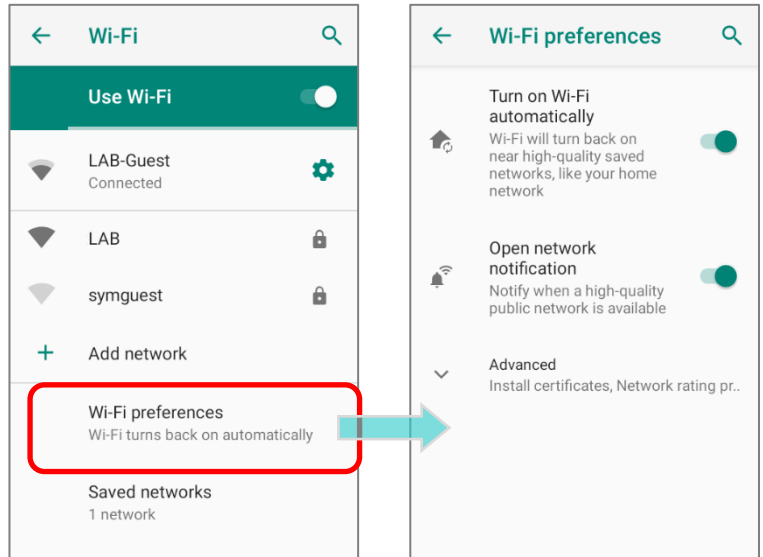 Wi-Fi
Use Wi-Fi
LAB-Guest
Connected
LAB
symguest
Add network
Wi-Fi preferences
Wi-Fi turns back on automatically
Saved networks
1 network
Wi-Fi preferences
Turn on Wi-Fi
automatically
Wi-Fi will turn back on
near high-quality saved
networks, like your home
network
Open network
notification
Notify when a high-quality
public network is available
Advanced
Install certificates, Network rating pr..